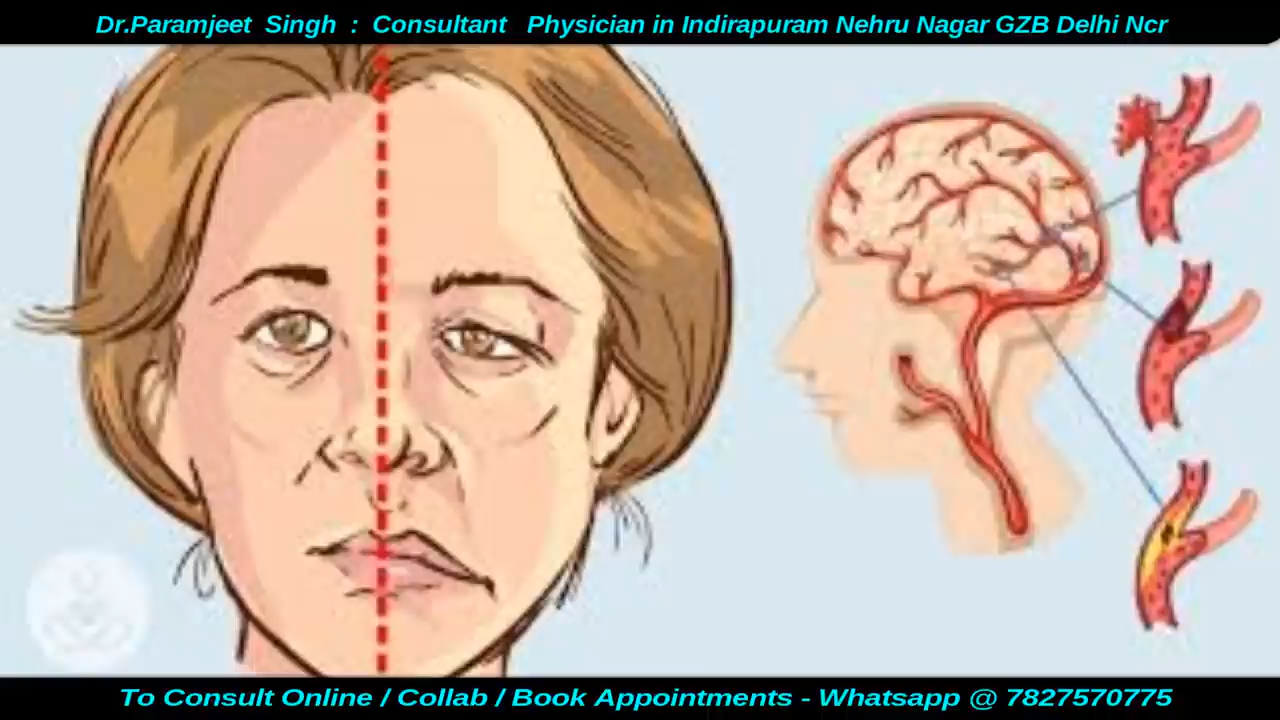 Dr.Paramjeet Singh : Consultant Physician in Indirapuram Nehru Nagar GZB Delhi Ncr
To Consult Online / Collab / Book Appointments - Whatsapp @ 7827570775